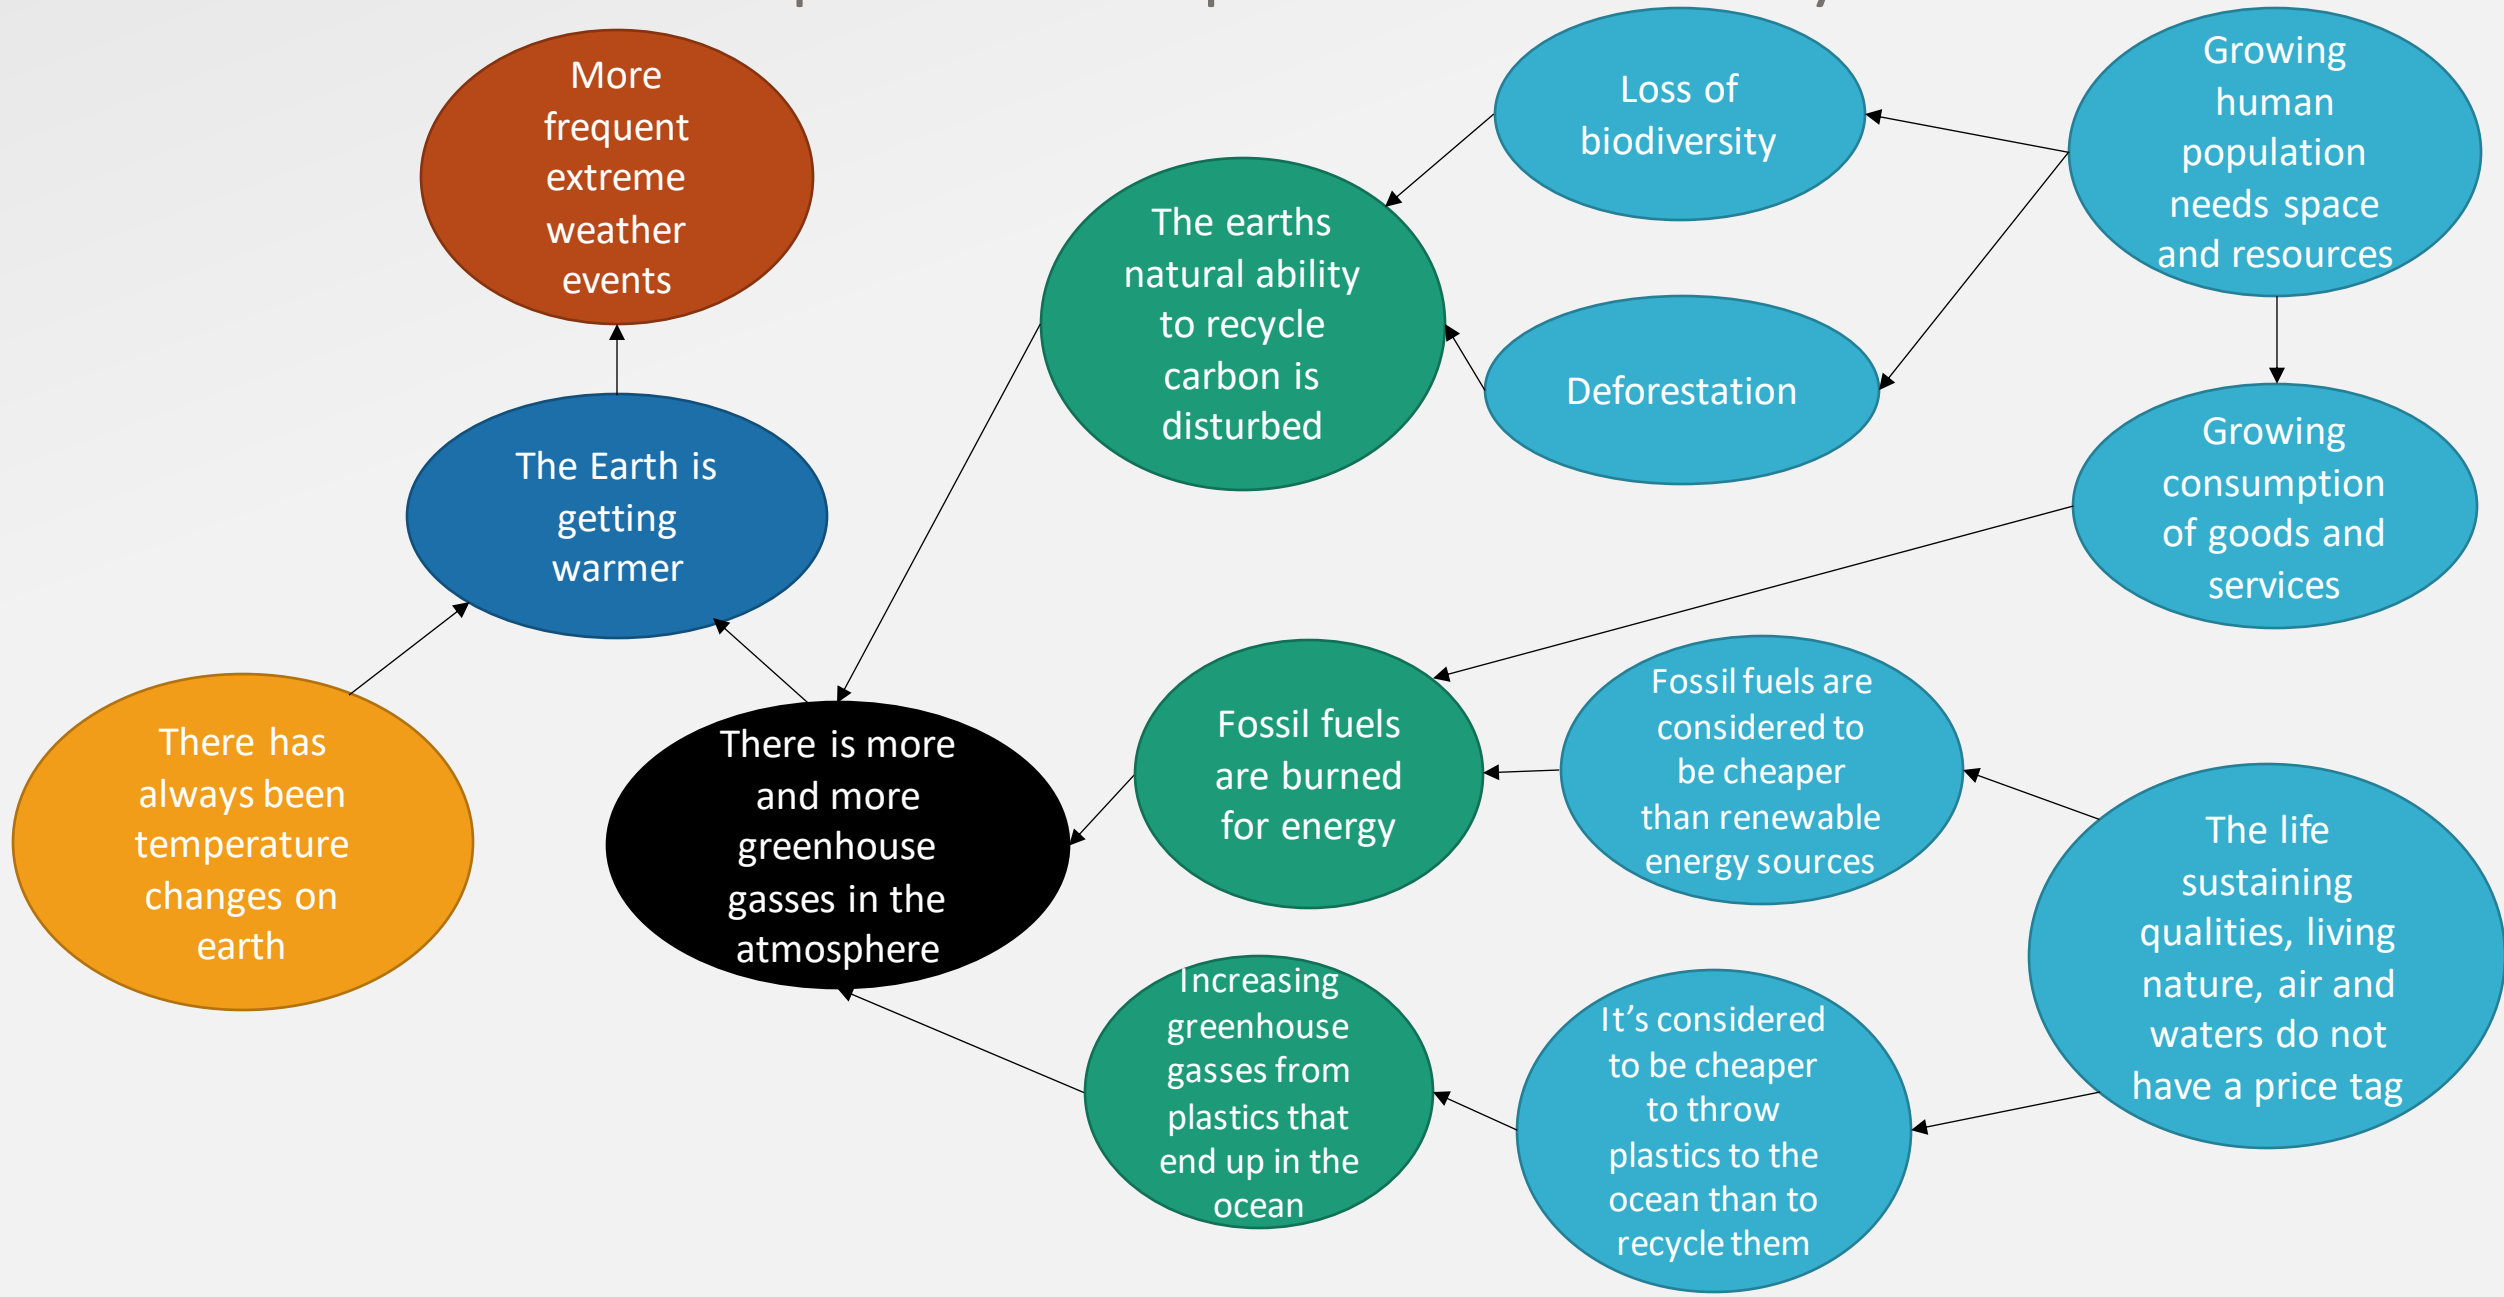 More
frequent
extreme
weather
events
The Earth is
getting
warmer
There has
always been
temperature
changes on
earth
There is more
and more
greenhouse
gasses in the
atmosphere
The earths
natural ability
to recycle
carbon is
disturbed
Fossil fuels
are burned
for energy
Increasing
greenhouse
gasses from
plastics that
end up in the
ocean
Loss of
biodiversity
Deforestation
Fossil fuels are
considered to
be cheaper
than renewable
energy sources
It’s considered
to be cheaper
to throw
plastics to the
ocean than to
recycle them
Growing
human
population
needs space
and resources
Growing
consumption
of goods and
services
The life
sustaining
qualities, living
nature, air and
waters do not
have a price tag